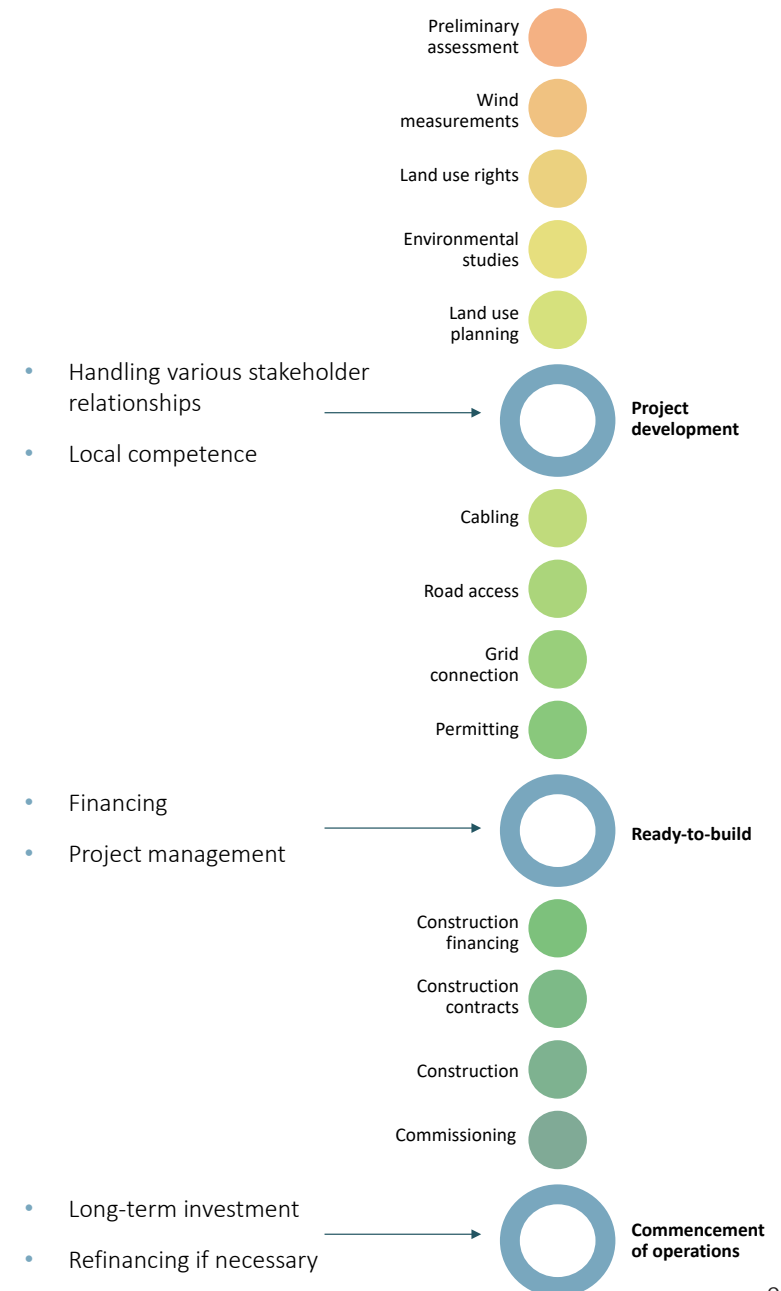 Preliminary
assessment
Wind
measurements
Land use rights
Environmental
studies
Land use
planning
• Handling various stakeholder
relationships
• Local competence
Project
development
Cabling
Road access
Grid
connection
Permitting
• Financing
• Project management
Ready-to-build
Construction
financing
Construction
contracts
Construction
Commissioning
• Long-term investment
• Refinancing if necessary
Commencement
of operations